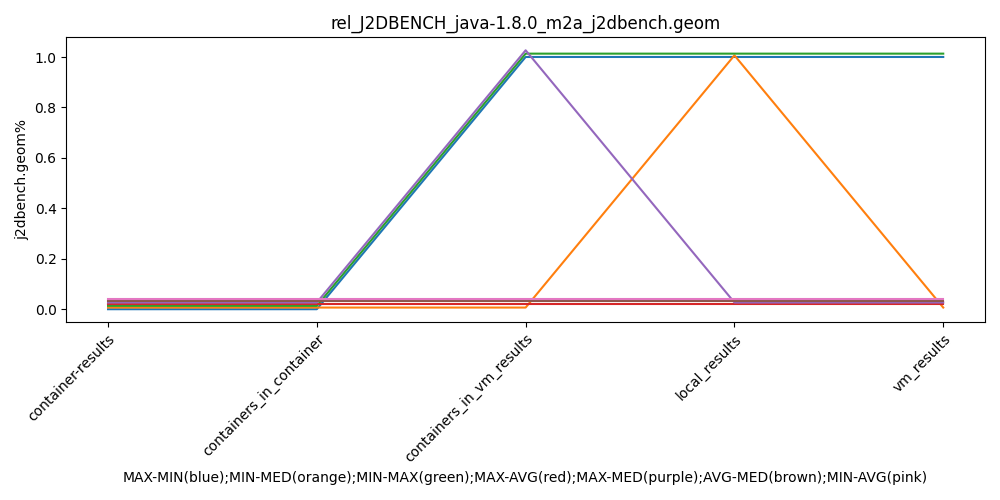 rel_J2DBENCH_java-1.8.0_m2a_j2dbench.geom
j2dbench.geom%
1.0
0.8
0.6
0.4
0.2
0.0
container-results
containers_in_container
containers_in_vm_results
local_results
vm_results
MAX-MIN(blue);MIN-MED(orange);MIN-MAX(green);MAX-AVG(red);MAX-MED(purple);AVG-MED(brown);MIN-AVG(pink)